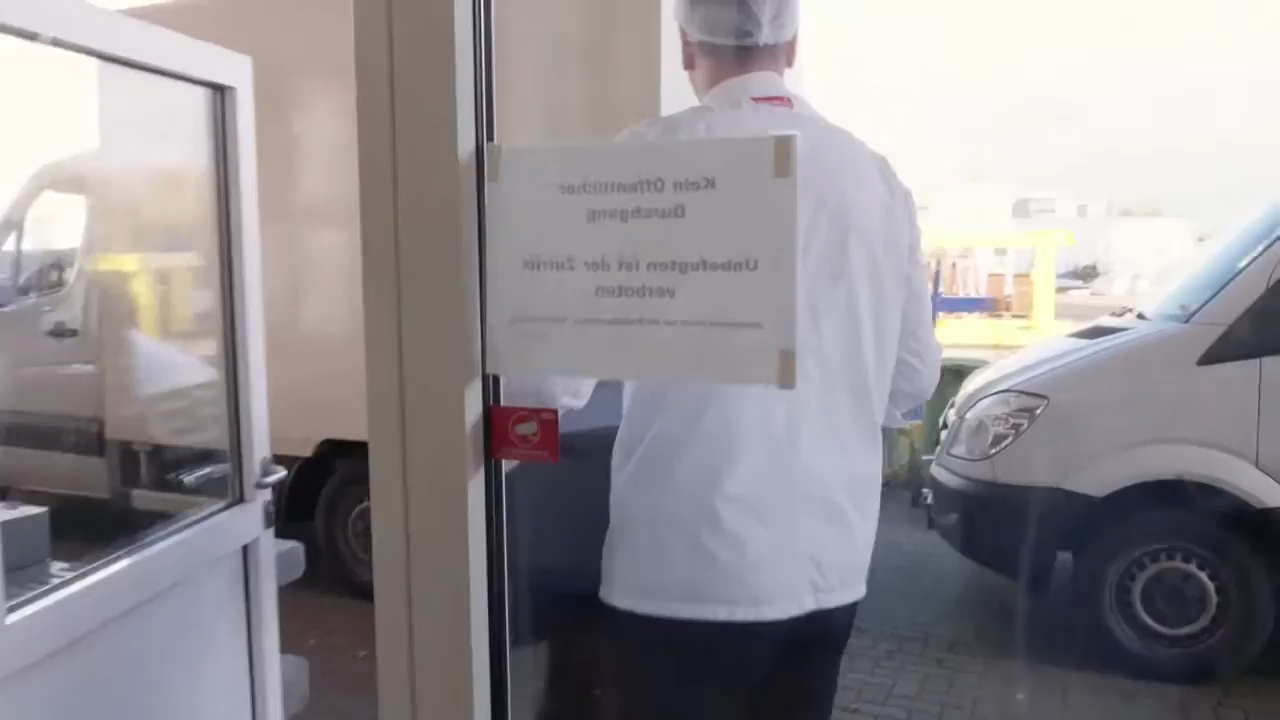 Kein Öffentlicher
Durchgang
Unbefugten ist der Zutritt
verboten